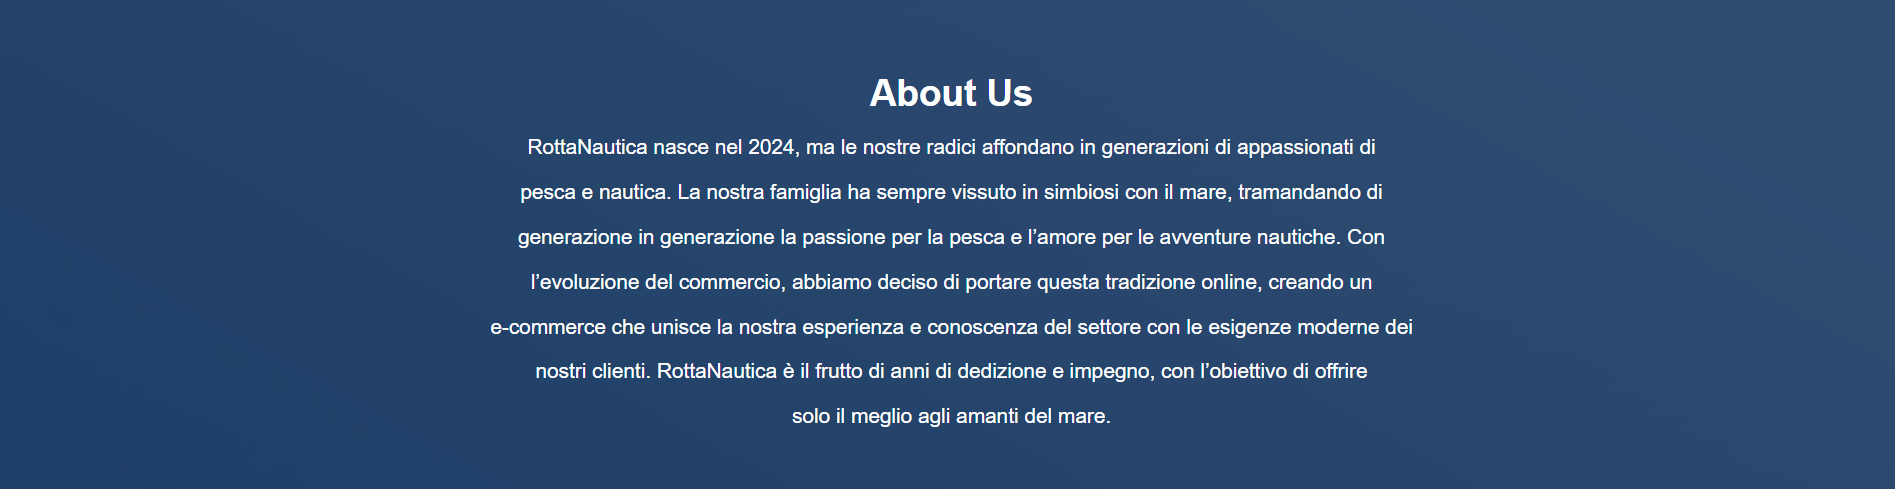 About Us
RottaNautica nasce nel 2024, ma le nostre radici affondano in generazioni di appassionati di
pesca e nautica. La nostra famiglia ha sempre vissuto in simbiosi con il mare, tramandando di
generazione in generazione la passione per la pesca e l’amore per le avventure nautiche. Con
l’evoluzione del commercio, abbiamo deciso di portare questa tradizione online, creando un
e-commerce che unisce la nostra esperienza e conoscenza del settore con le esigenze moderne dei
nostri clienti. RottaNautica è il frutto di anni di dedizione e impegno, con l’obiettivo di offrire
solo il meglio agli amanti del mare.